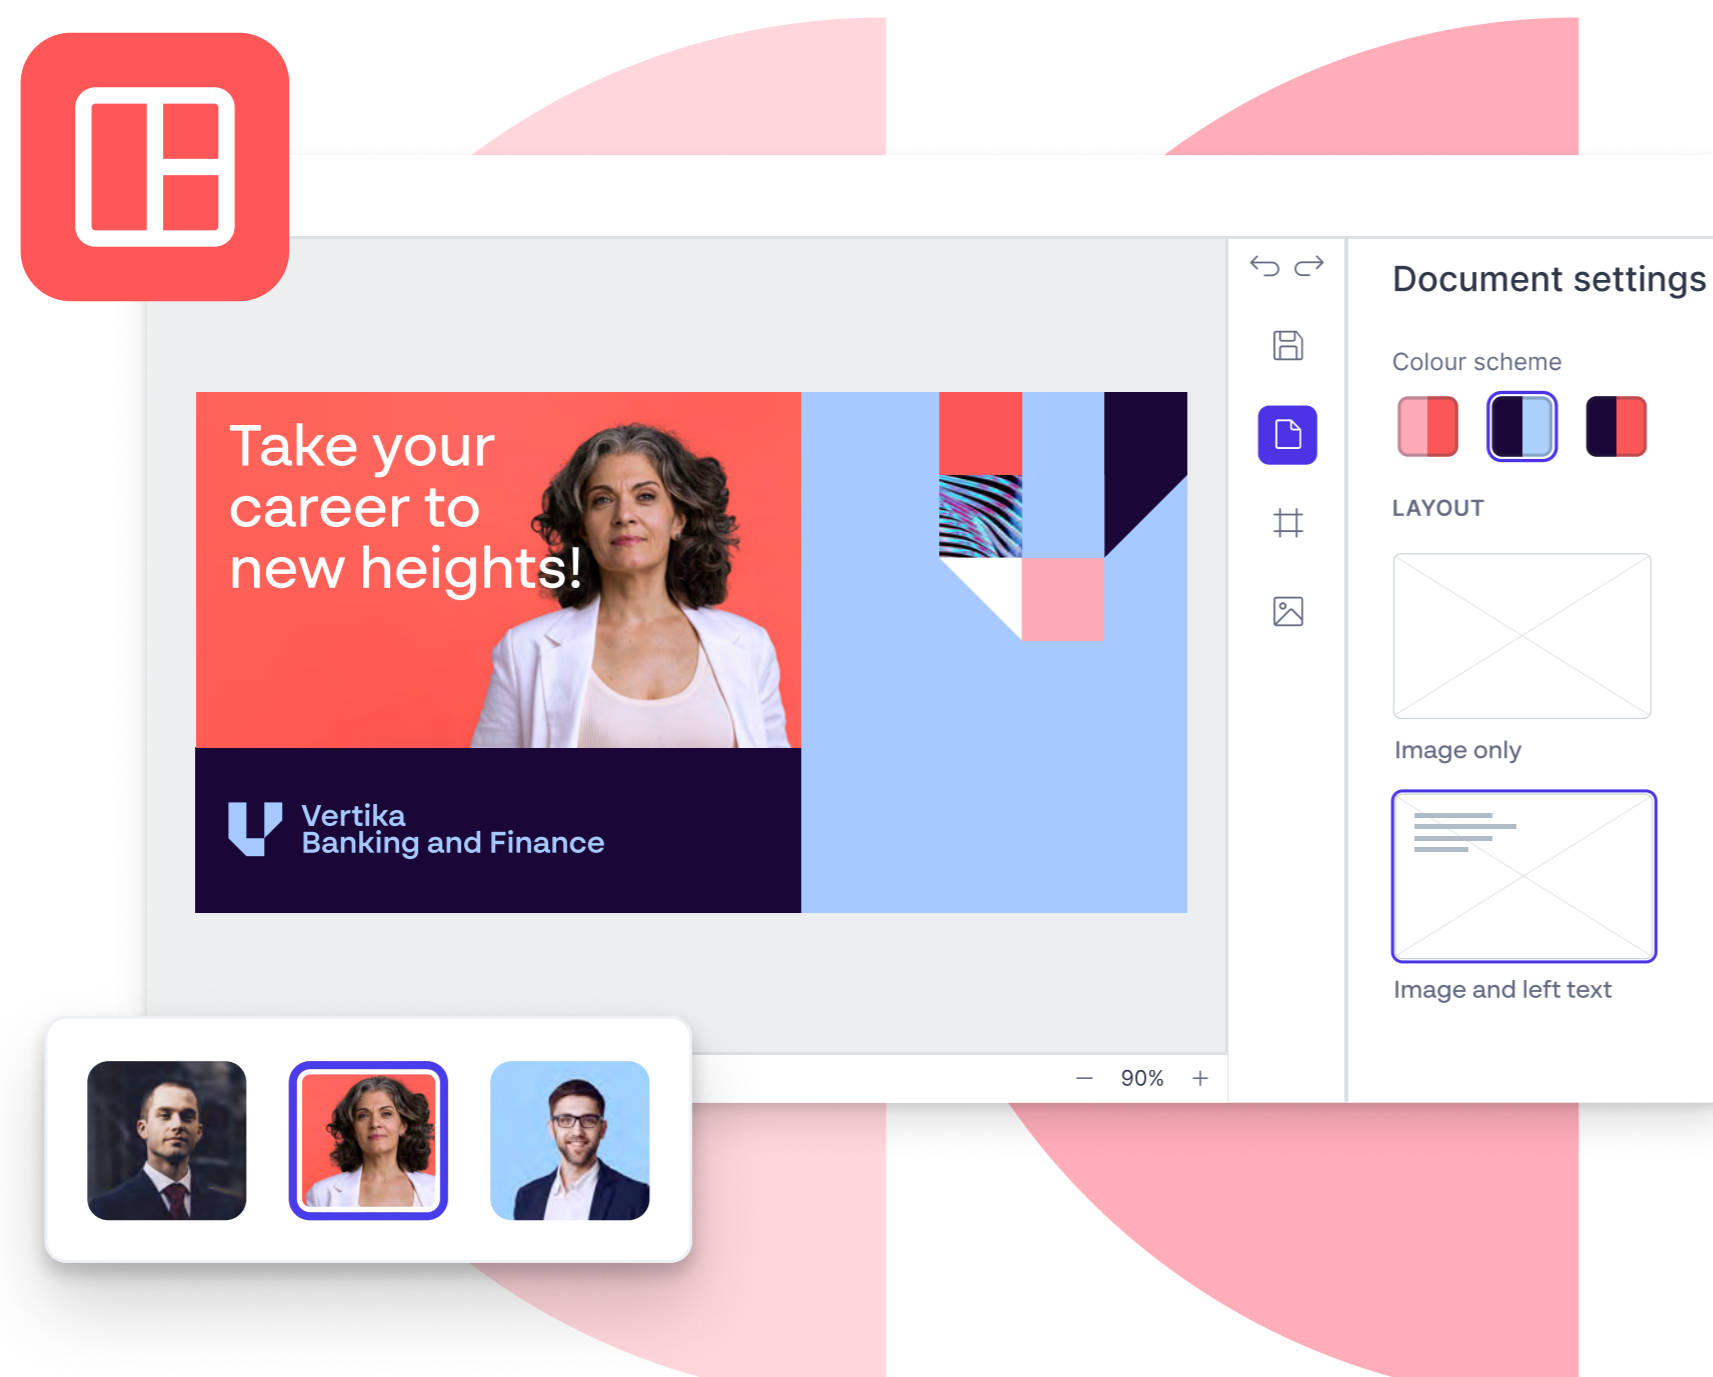 Document settings
Colour scheme
LAYOUT
Image only
Image and left text
Take your
career to
new heights!
Vertika
Banking and Finance
90%